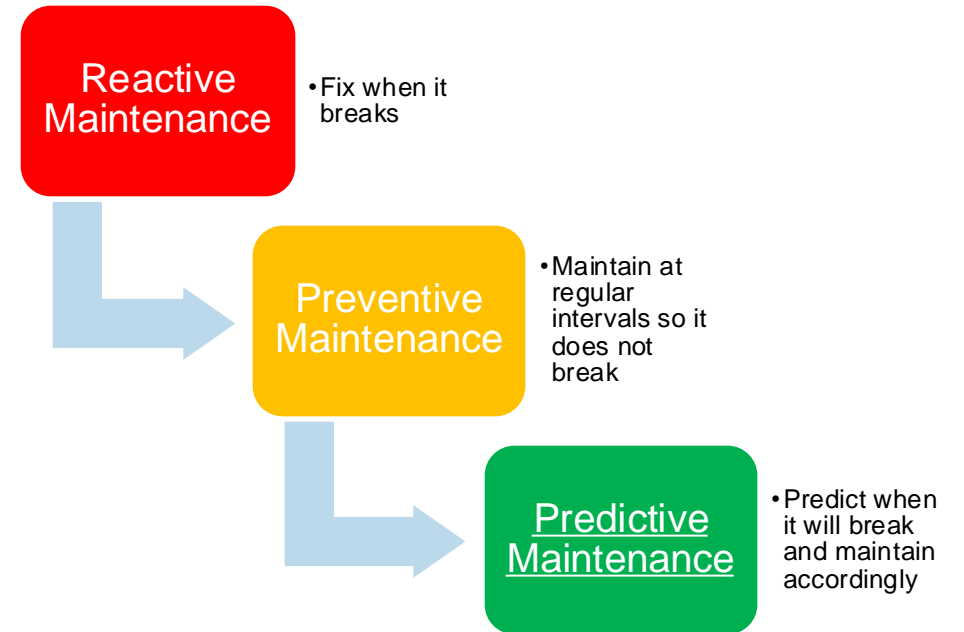 Reactive
Maintenance
•Fix when it
breaks
Preventive
Maintenance
•Maintain at
regular
intervals so it
does not
break
Predictive
Maintenance
•Predict when
it will break
and maintain
accordingly